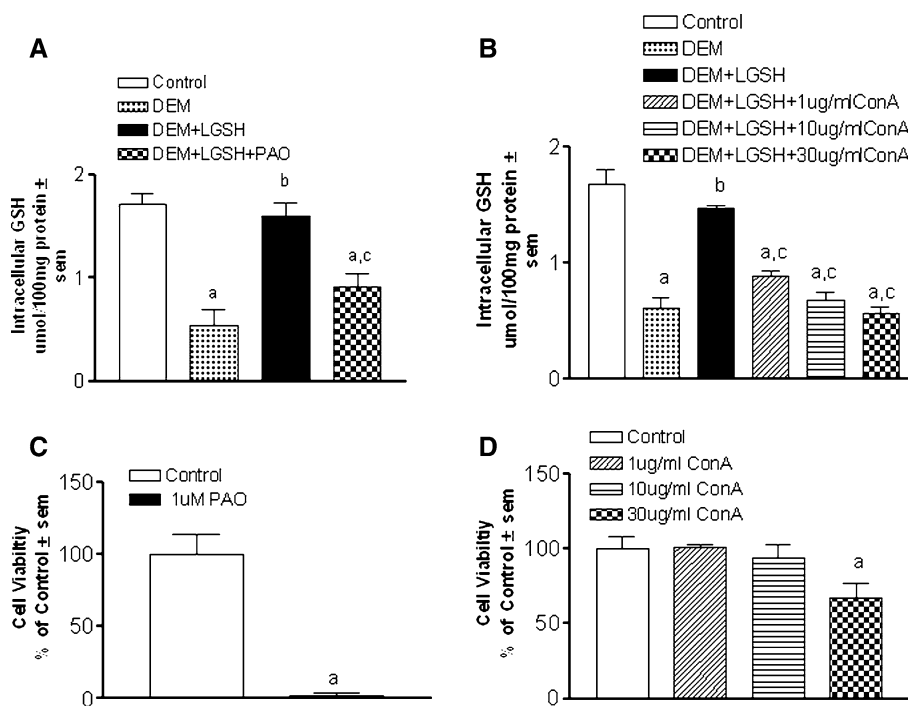 A
Control
DEM
DEM+LGSH
DEM+LGSH+PAO
Intracellular GSH
umol/100mg protein ±
sem
2
1
0
a
b
a,c
B
Control
DEM
DEM+LGSH
DEM+LGSH+1ug/mlConA
DEM+LGSH+10ug/mlConA
DEM+LGSH+30ug/mlConA
Intracellular GSH
umol/100mg protein ±
sem
2
1
0
a
b
a,c
a,c
a,c
C
Control
1uM PAO
Cell Viabiltiy
% of Control ± sem
150
100
50
0
a
D
Control
1ug/ml ConA
10ug/ml ConA
30ug/ml ConA
Cell Viabiltiy
% of Control ± sem
150
100
50
0
a